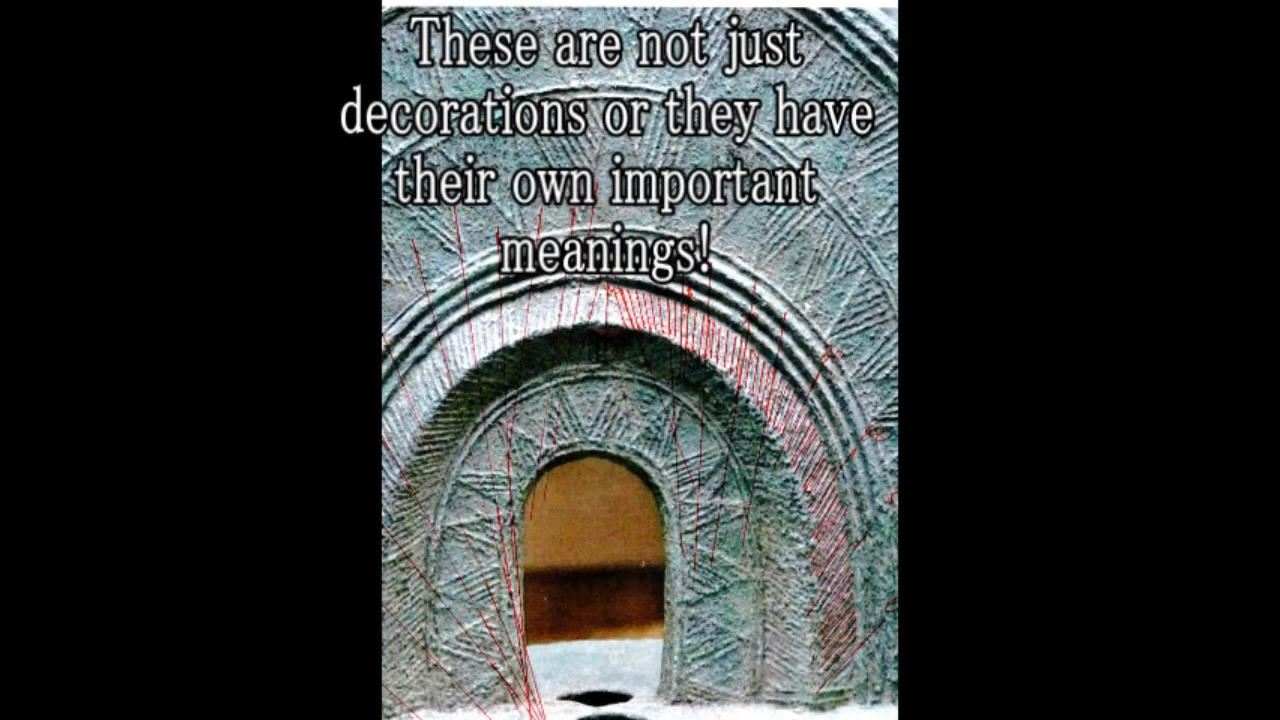 These are not just
decorations or they have
their own important
meanings!